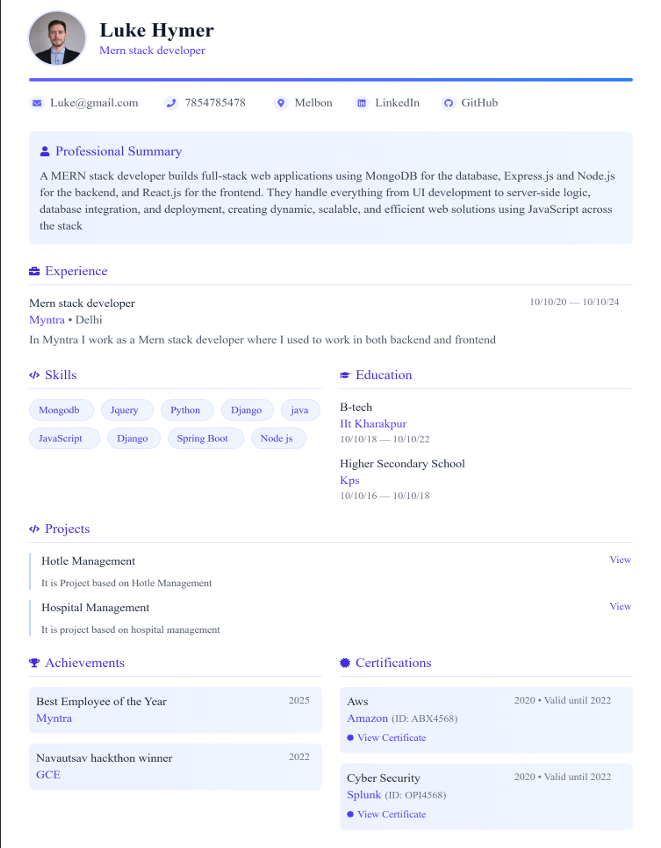 Luke Hymer
Mern stack developer
Luke@gmail.com 7854785478 Melbon LinkedIn GitHub
Professional Summary
A MERN stack developer builds full-stack web applications using MongoDB for the database, Express.js and Node.js
for the backend, and React.js for the frontend. They handle everything from UI development to server-side logic,
database integration, and deployment, creating dynamic, scalable, and efficient web solutions using JavaScript across
the stack
Experience
Mern stack developer 10/10/20 — 10/10/24
Myntra • Delhi
In Myntra I work as a Mern stack developer where I used to work in both backend and frontend
Skills
Mongodb Jquery Python Django java
JavaScript Django Spring Boot Node js
Education
B-tech
IIt Kharakpur
10/10/18 — 10/10/22
Higher Secondary School
Kps
10/10/16 — 10/10/18
Projects
Hotle Management View
It is Project based on Hotle Management
Hospital Management View
It is project based on hospital management
Achievements
Best Employee of the Year 2025
Myntra
Navautsav hackthon winner 2022
GCE
Certifications
Aws 2020 • Valid until 2022
Amazon (ID: ABX4568)
View Certificate
Cyber Security 2020 • Valid until 2022
Splunk (ID: OPI4568)
View Certificate